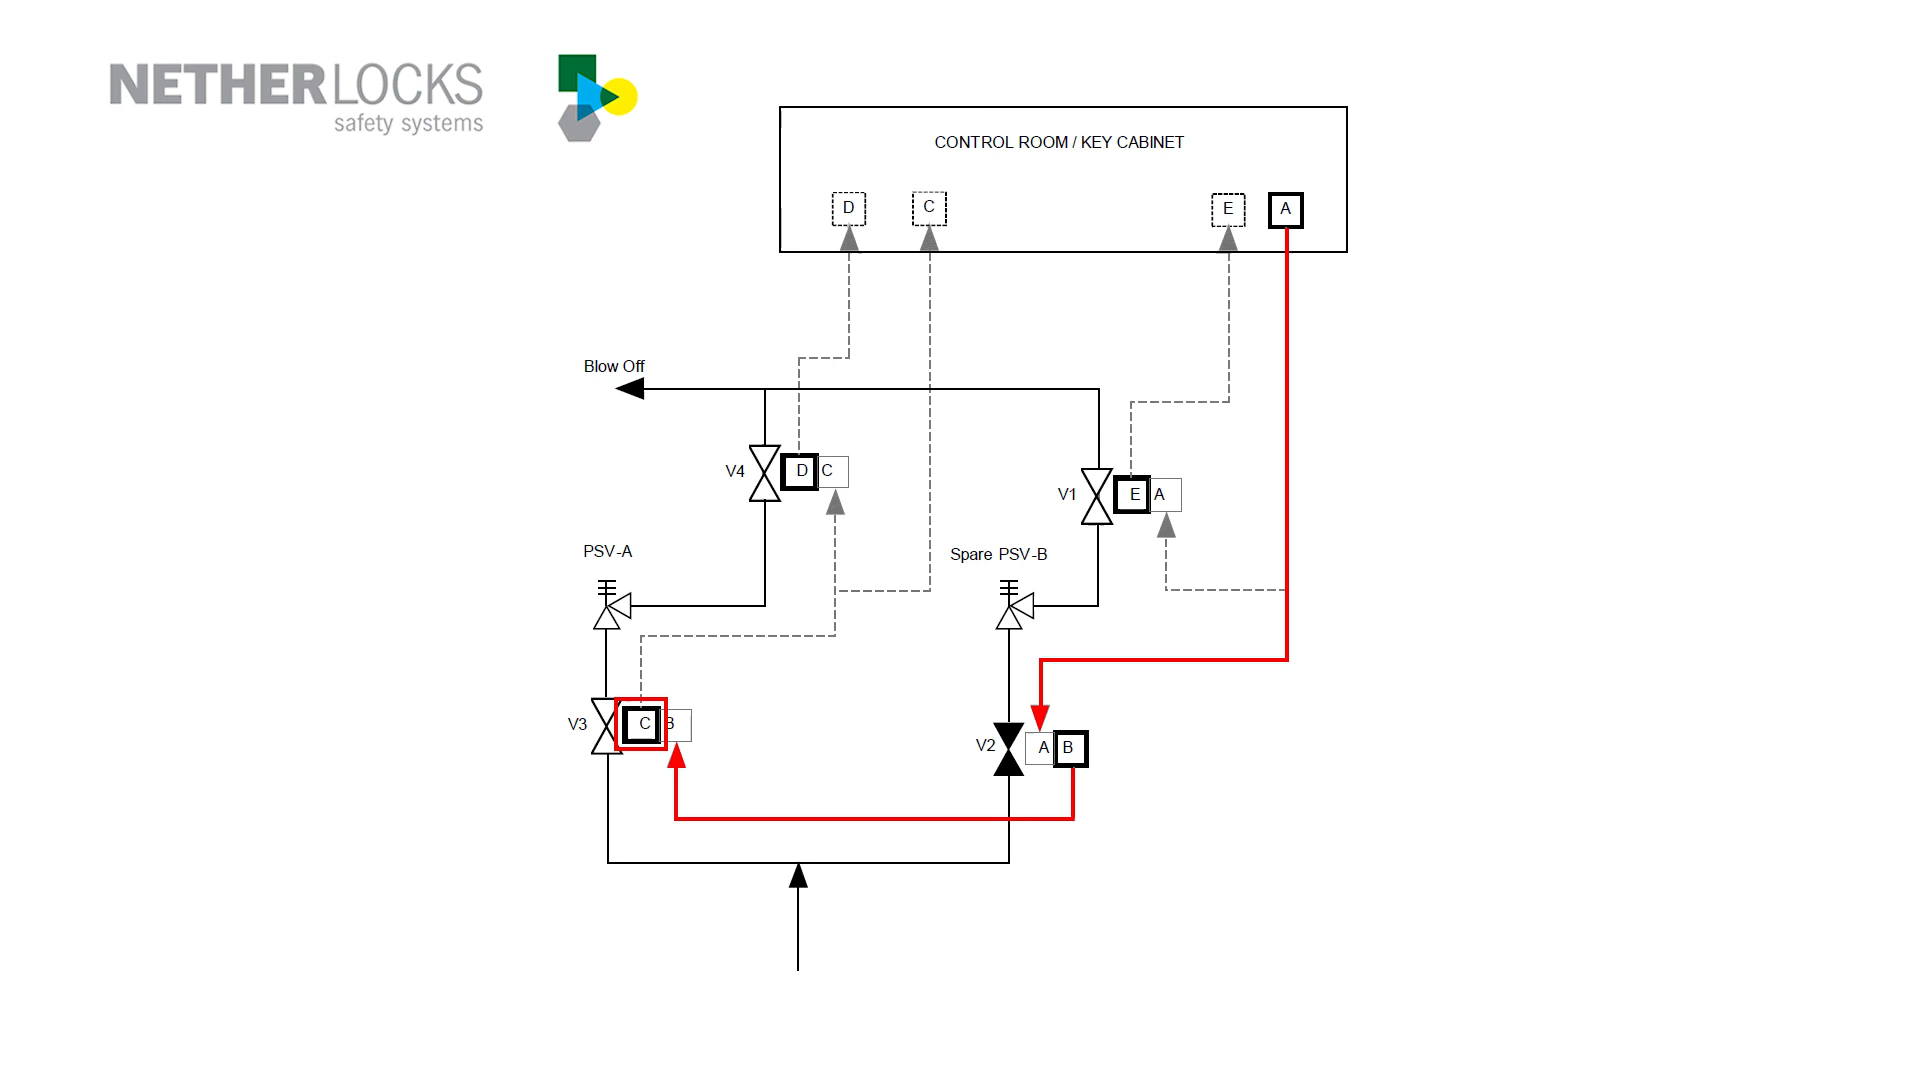 NETHERLOCKS
safety systems
CONTROL ROOM / KEY CABINET
D C E A
Blow Off
V4 D C
V1 E A
PSV-A
Spare PSV-B
V3 C B
V2 A B